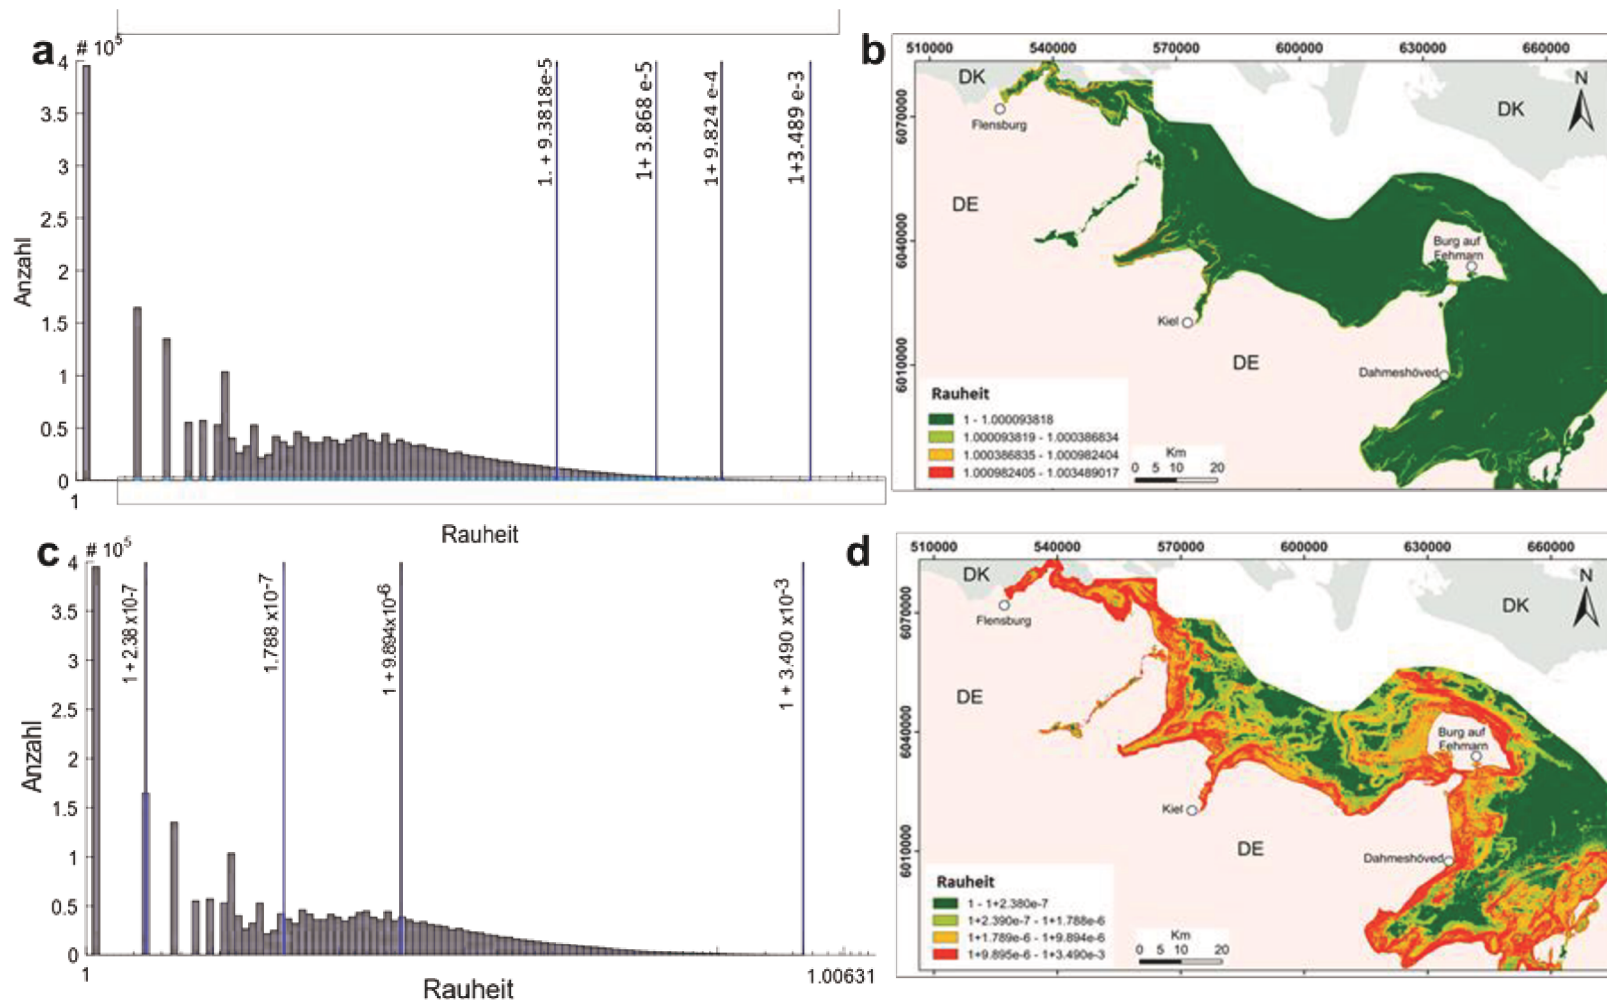 a
# 10⁵
4
3.5
3
2.5
2
1.5
1
0.5
0
1
Anzahl
Rauheit
1. + 9.3818e-5
1+ 3.868 e-5
1+ 9.824 e-4
1+3.489 e-3
b
510000 540000 570000 600000 630000 660000
6070000
6040000
6010000
DK
DK
N
Flensburg
DE
Burg auf
Fehmarn
Kiel
DE
Dahmeshöved
Rauheit
1 - 1.000093818
1.000093819 - 1.000386834
1.000386835 - 1.000982404
1.000982405 - 1.003489017
Km
0 5 10 20
c
# 10⁵
4
3.5
3
2.5
2
1.5
1
0.5
0
1
1.00631
Anzahl
Rauheit
1 + 2.38 x10-7
1.788 x10-7
1 + 9.894x10-6
1 + 3.490 x10-3
d
510000 540000 570000 600000 630000 660000
6070000
6040000
6010000
DK
DK
N
Flensburg
DE
Burg auf
Fehmarn
Kiel
DE
Dahmeshöved
Rauheit
1 - 1+2.380e-7
1+2.390e-7 - 1+1.788e-6
1+1.789e-6 - 1+9.894e-6
1+9.895e-6 - 1+3.490e-3
Km
0 5 10 20